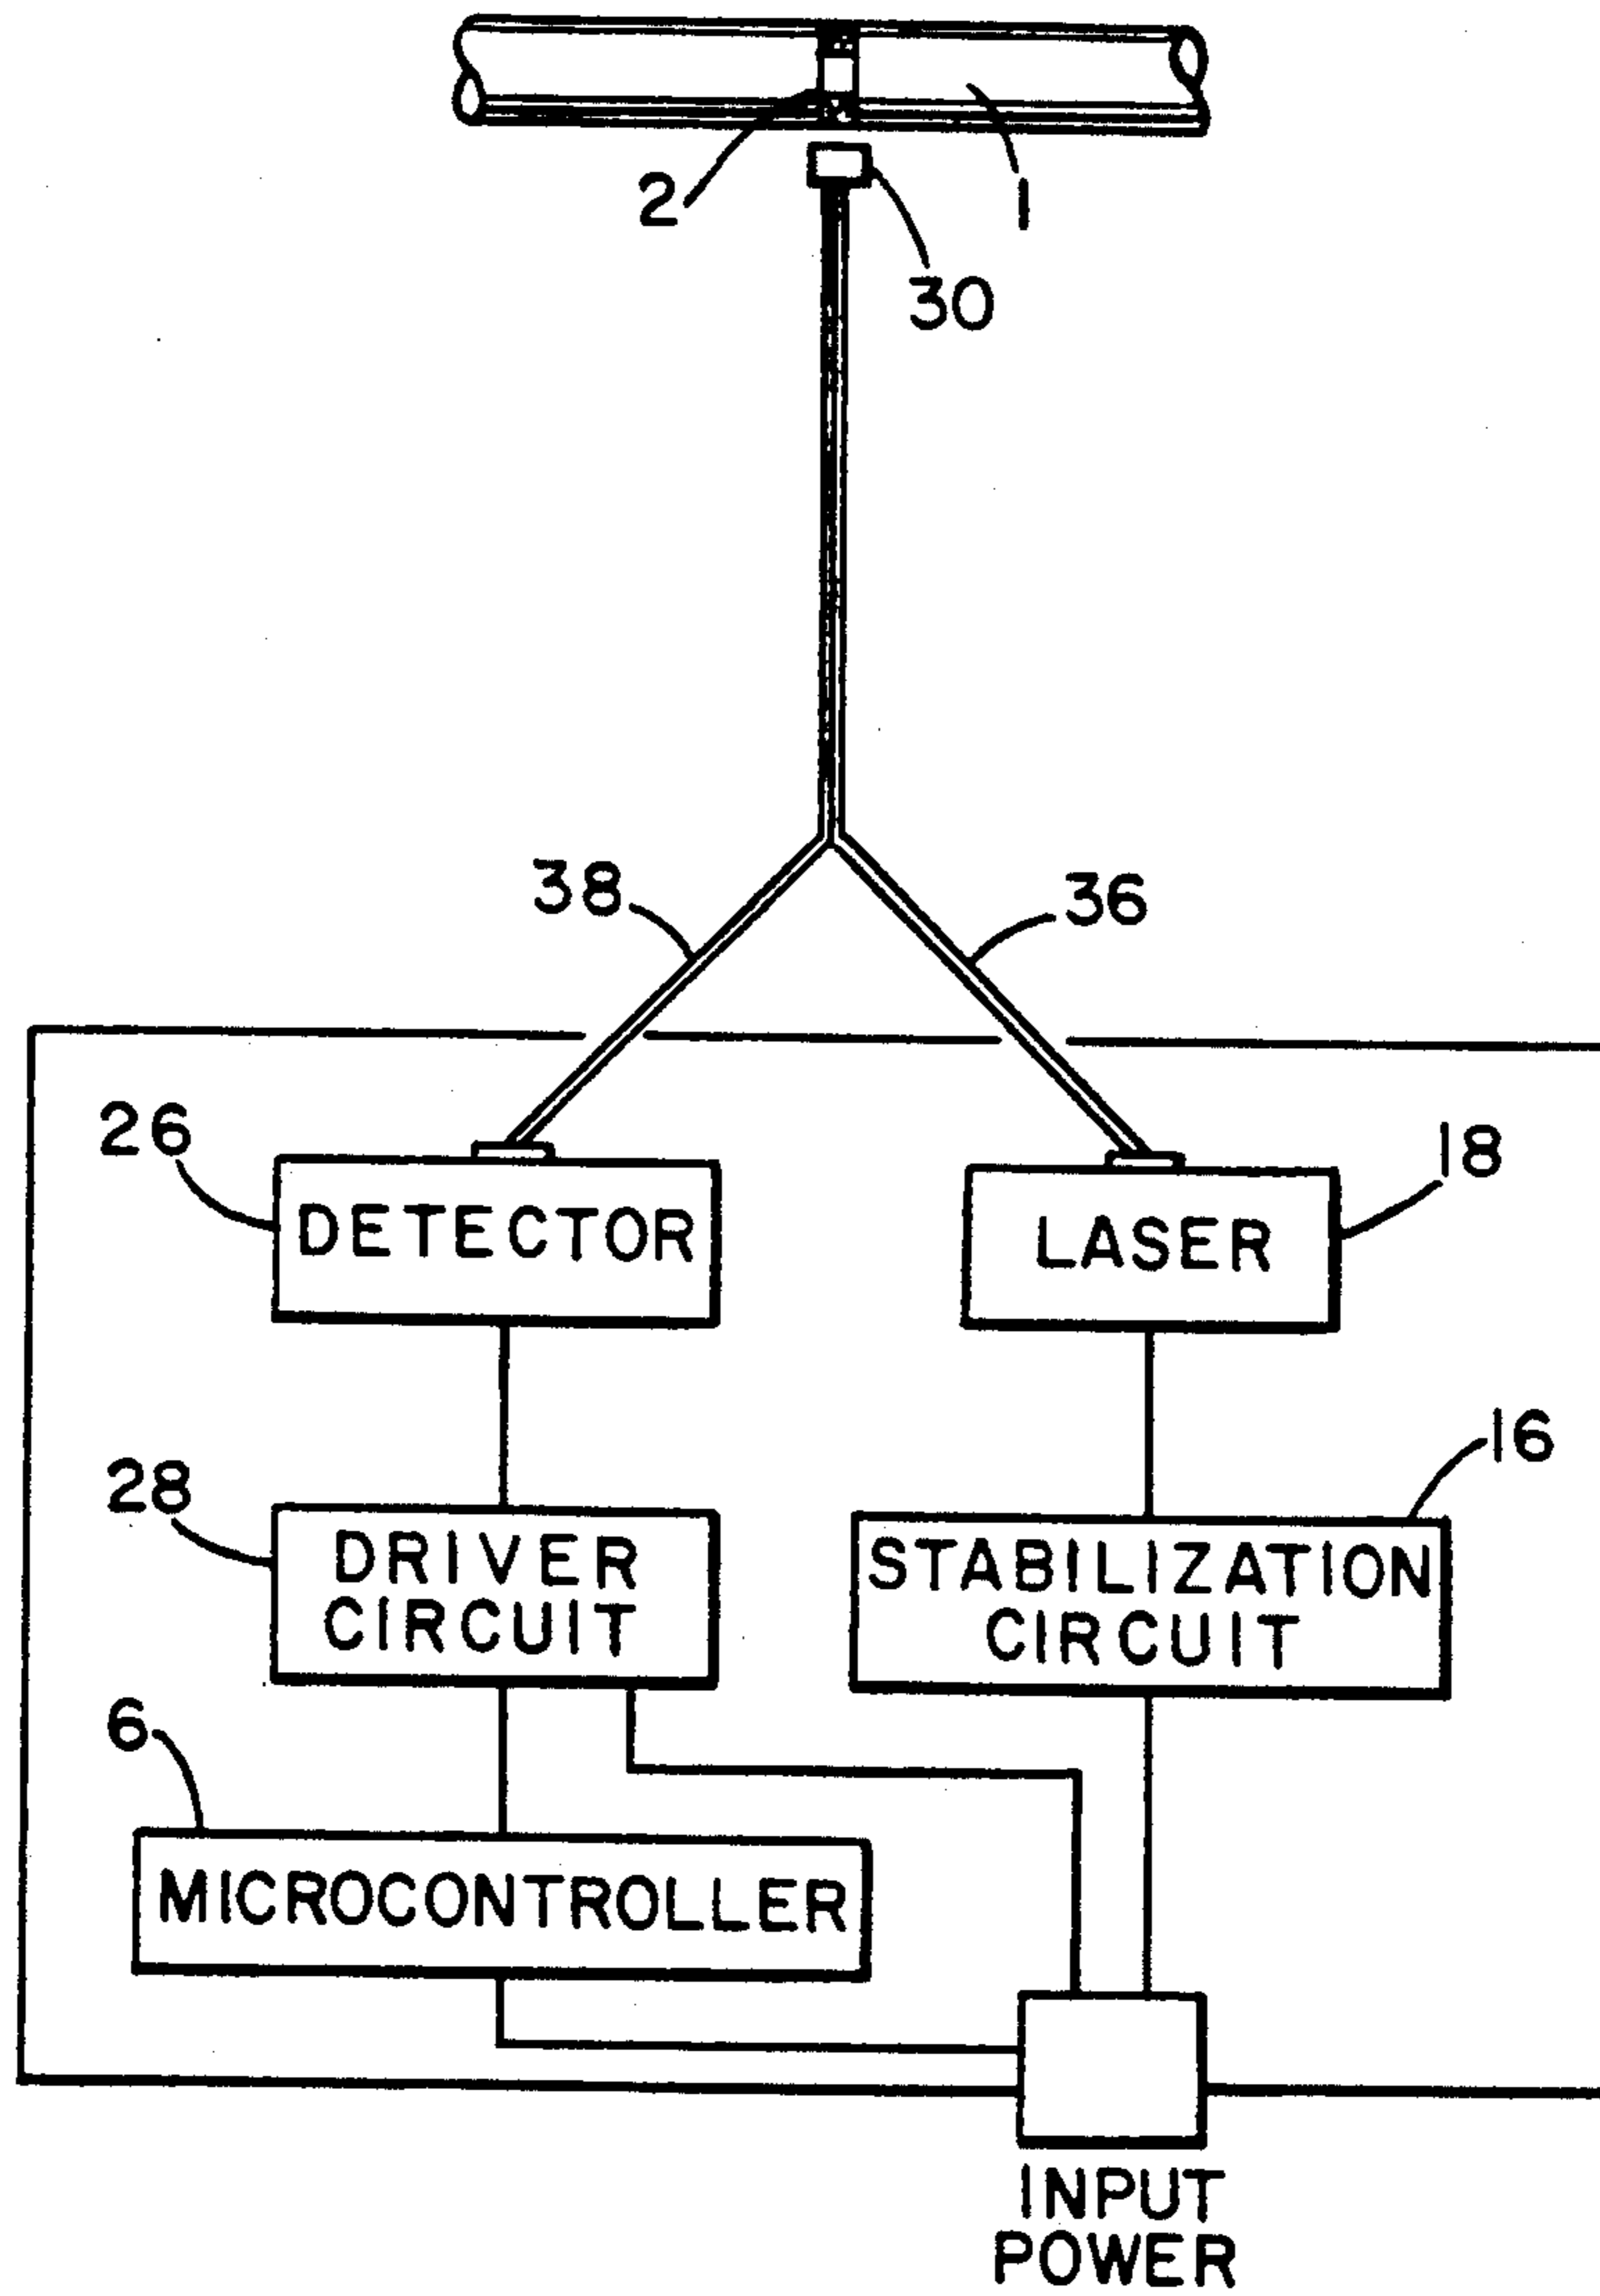 2
1
30
38
36
26
DETECTOR
LASER
18
28
DRIVER
CIRCUIT
STABILIZATION
CIRCUIT
16
6
MICROCONTROLLER
INPUT
POWER